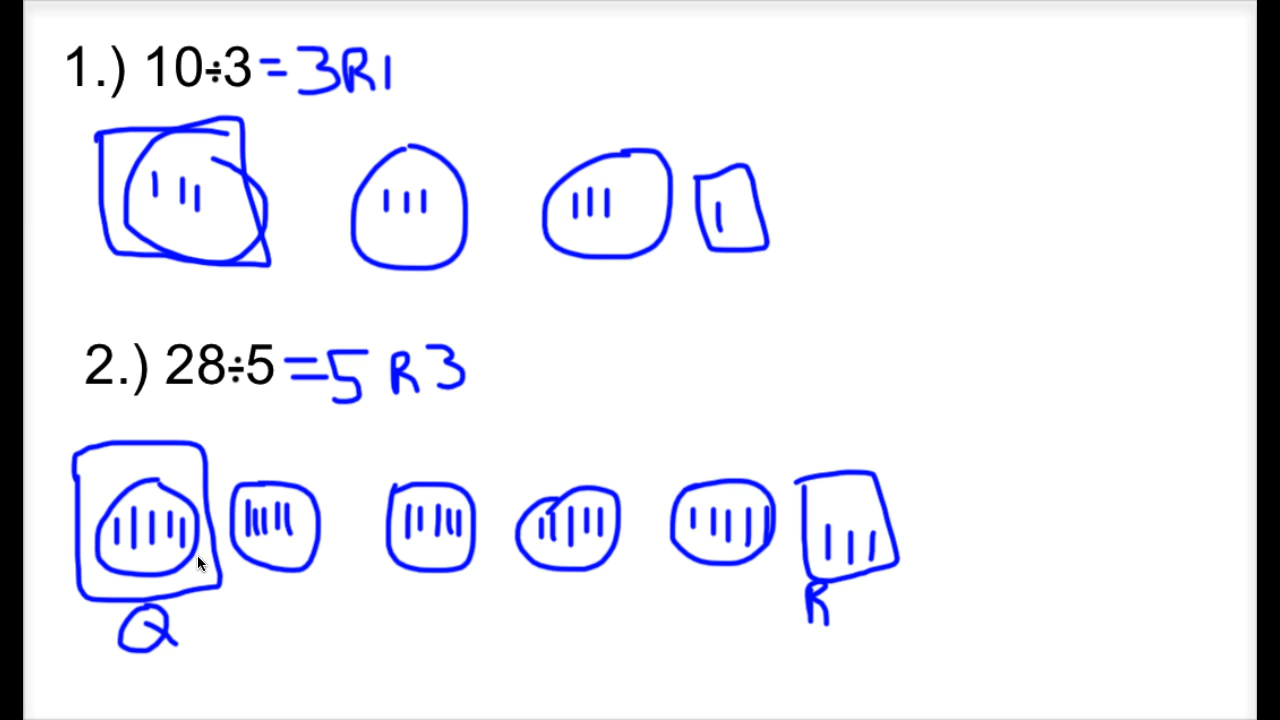 1.) 10÷3 = 3R1
2.) 28÷5 = 5 R 3
Q R